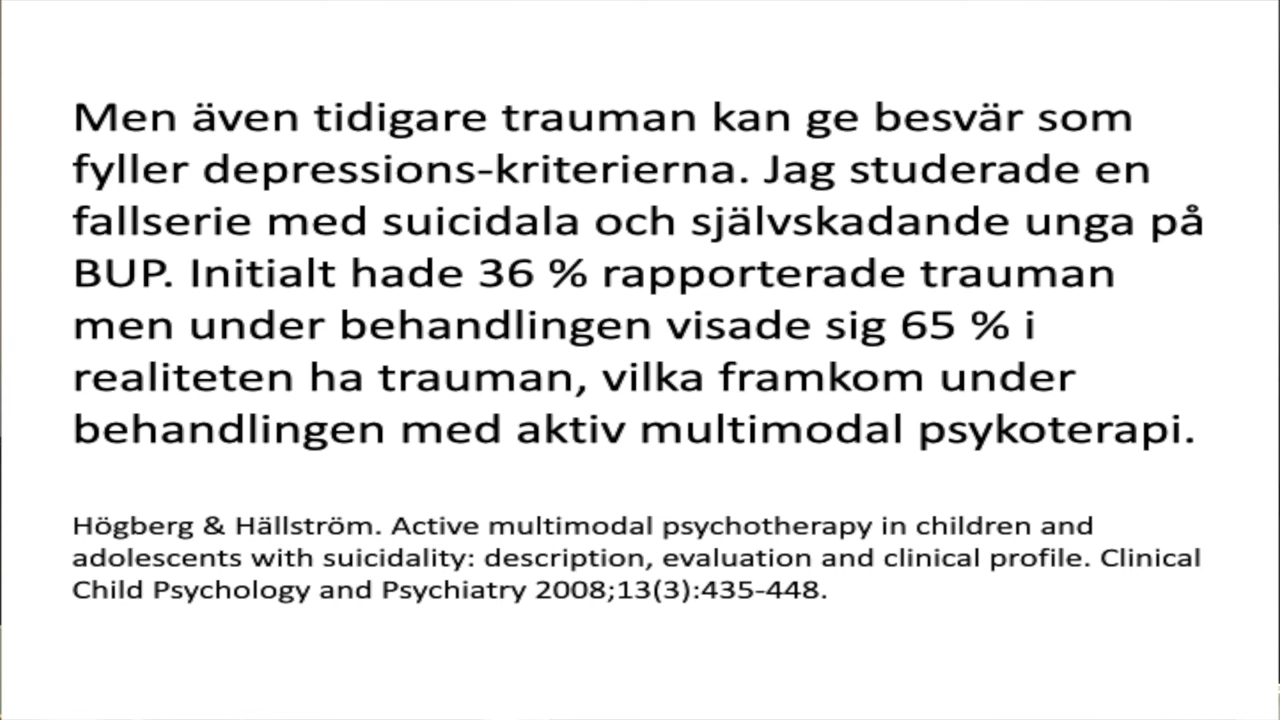 Men även tidigare trauman kan ge besvär som
fyller depressions-kriterierna. Jag studerade en
fallserie med suicidala och självskadande unga på
BUP. Initialt hade 36 % rapporterade trauman
men under behandlingen visade sig 65 % i
realiteten ha trauman, vilka framkom under
behandlingen med aktiv multimodal psykoterapi.
Högberg & Hällström. Active multimodal psychotherapy in children and
adolescents with suicidality: description, evaluation and clinical profile. Clinical
Child Psychology and Psychiatry 2008;13(3):435-448.